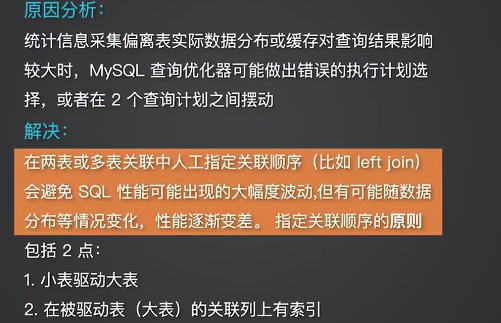 原因分析：
统计信息采集偏离表实际数据分布或缓存对查询结果影响
较大时，MySQL 查询优化器可能做出错误的执行计划选
择，或者在 2 个查询计划之间摆动
解决：
在两表或多表关联中人工指定关联顺序（比如 left join）
会避免 SQL 性能可能出现的大幅度波动,但有可能随数据
分布等情况变化，性能逐渐变差。 指定关联顺序的原则
包括 2 点：
1. 小表驱动大表
2. 在被驱动表（大表）的关联列上有索引